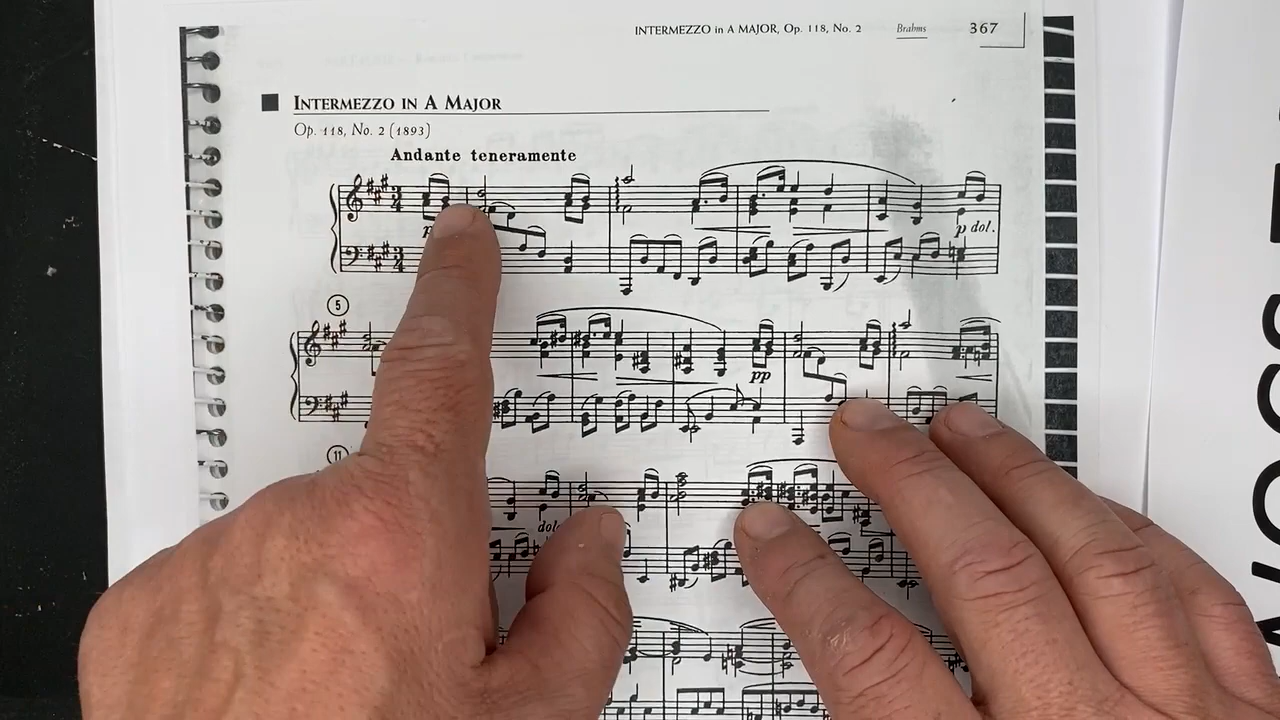 INTERMEZZO in A MAJOR, Op. 118, No. 2 Brahms 367
INTERMEZZO IN A MAJOR
Op. 118, No. 2 (1893)
Andante teneramente
p
p dol.
5
pp
11
dol